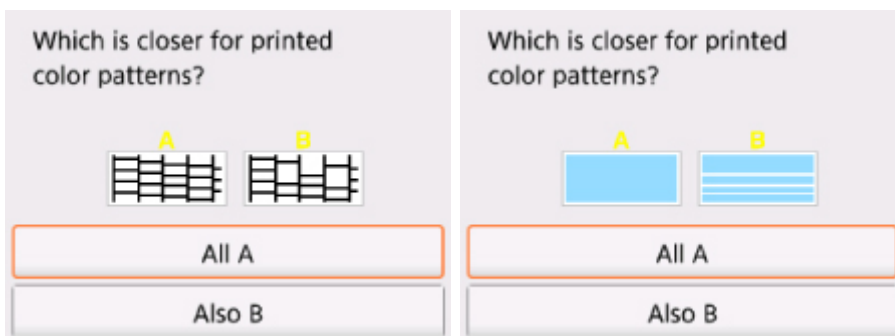 Which is closer for printed
color patterns?
A B
All A
Also B
Which is closer for printed
color patterns?
A B
All A
Also B